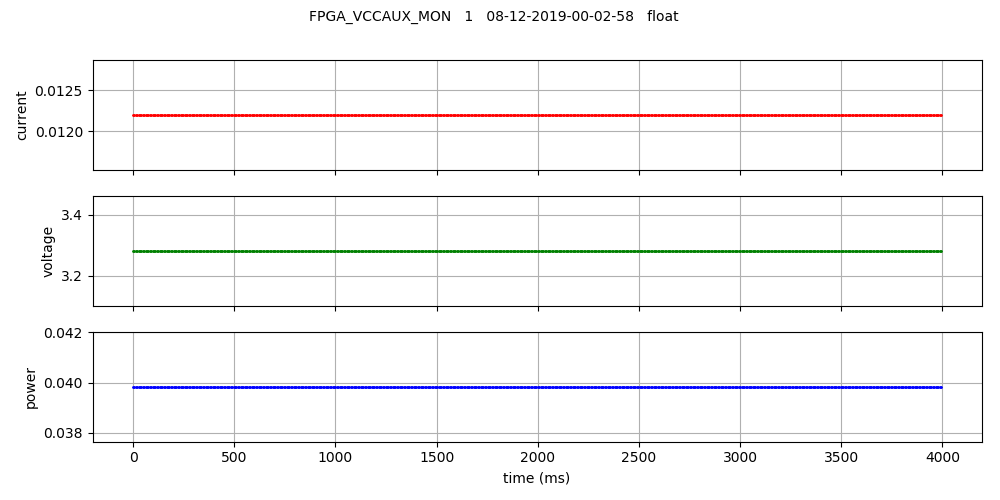 FPGA_VCCAUX_MON 1 08-12-2019-00-02-58 float
0.0125
0.0120
current
3.4
3.2
voltage
0.042
0.040
0.038
power
0 500 1000 1500 2000 2500 3000 3500 4000
time (ms)